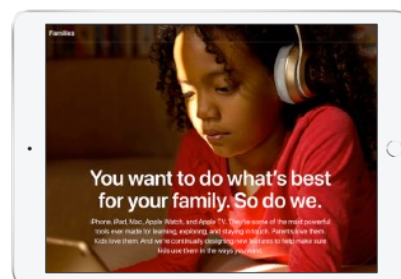 Families
You want to do what's best
for your family. So do we.
iPhone, iPad, Mac, Apple Watch, and Apple TV. They're some of the most powerful
tools ever made for learning, exploring, and staying in touch. Parents love them.
Kids love them. And we're continually designing new features to help make sure
kids use them in the ways you want.